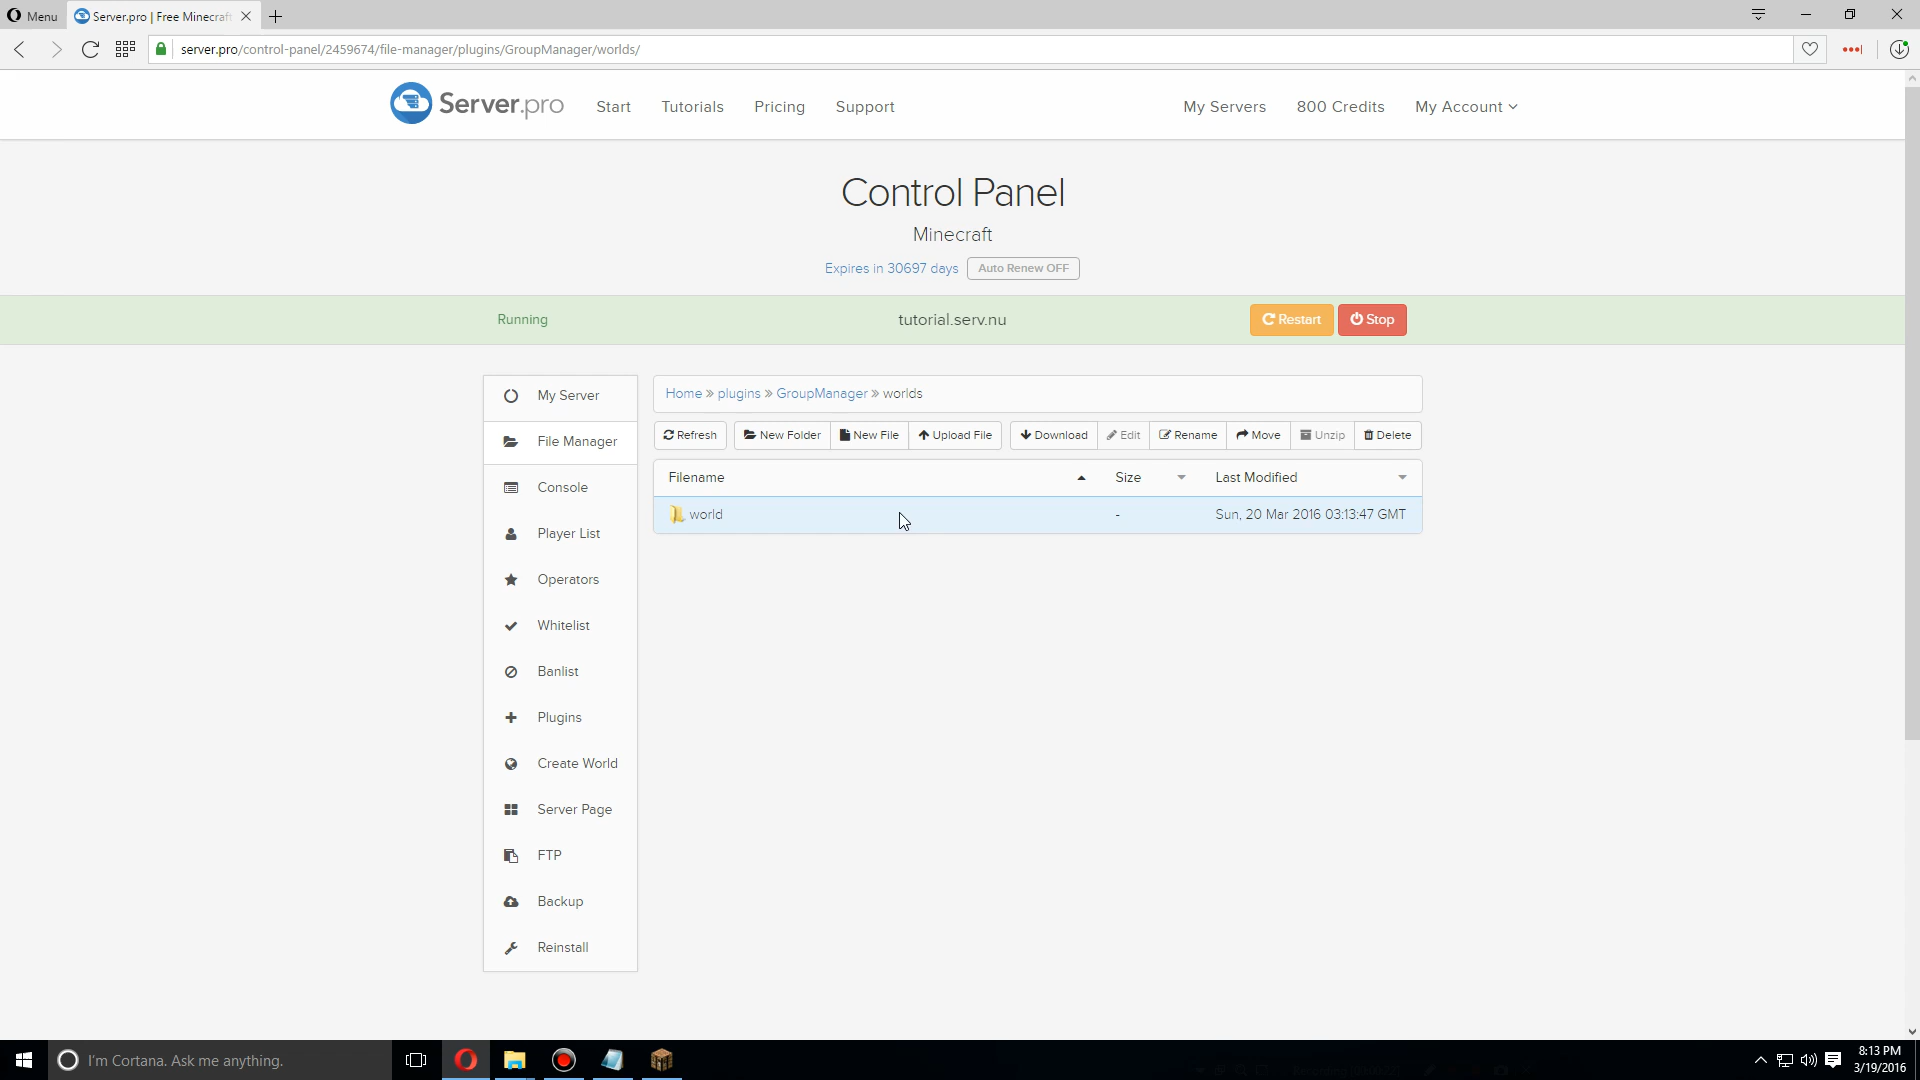 Menu
Server.pro | Free Minecraft
server.pro/control-panel/2459674/file-manager/plugins/GroupManager/worlds/
Server.pro
Start
Tutorials
Pricing
Support
My Servers
800 Credits
My Account
Control Panel
Minecraft
Expires in 30697 days
Auto Renew OFF
Running
tutorial.serv.nu
Restart
Stop
My Server
File Manager
Console
Player List
Operators
Whitelist
Banlist
Plugins
Create World
Server Page
FTP
Backup
Reinstall
Home » plugins » GroupManager » worlds
Refresh
New Folder
New File
Upload File
Download
Edit
Rename
Move
Unzip
Delete
Filename
Size
Last Modified
world
-
Sun, 20 Mar 2016 03:13:47 GMT
I'm Cortana. Ask me anything.
8:13 PM
3/19/2016